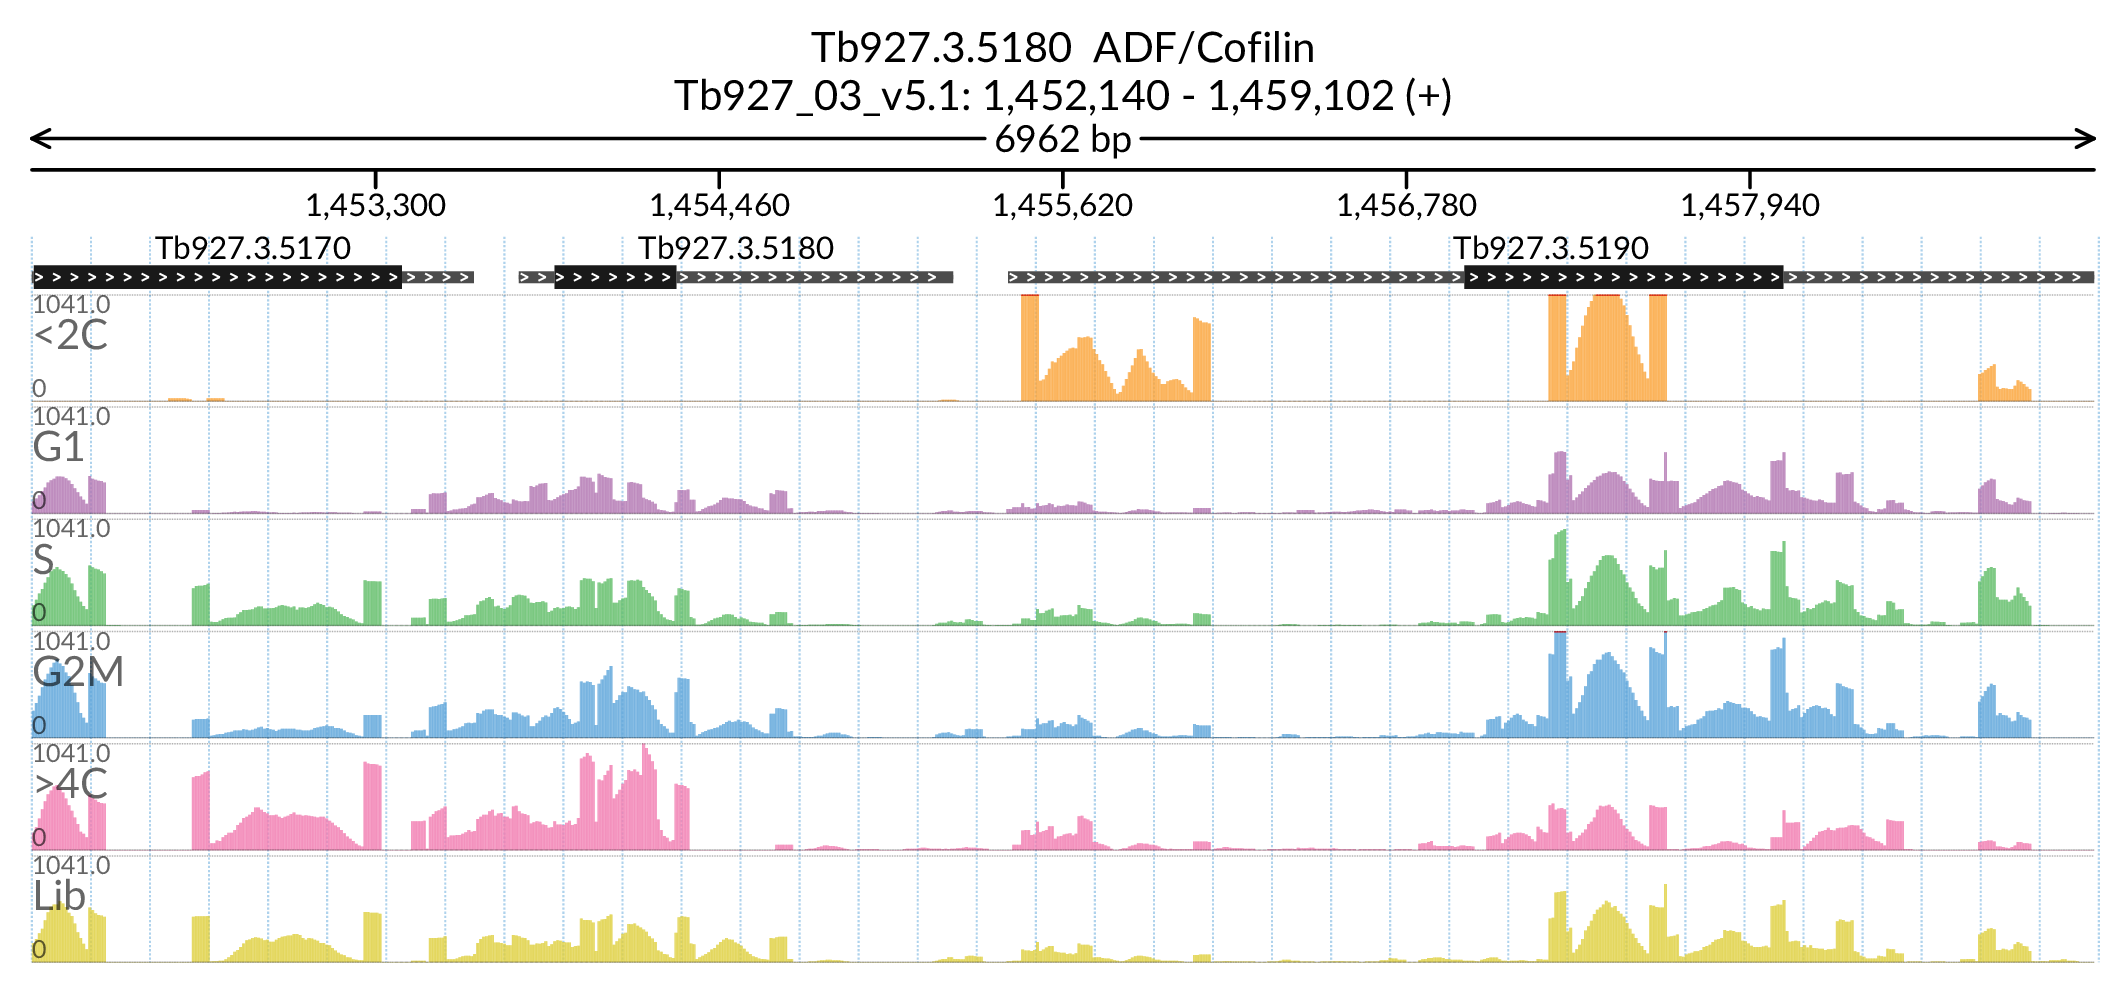 Tb927.3.5180  ADF/Cofilin
Tb927_03_v5.1: 1,452,140 - 1,459,102 (+)
6962 bp
1,453,300 1,454,460 1,455,620 1,456,780 1,457,940
Tb927.3.5170 Tb927.3.5180 Tb927.3.5190
1041.0
<2C
0
1041.0
G1
0
1041.0
S
0
1041.0
G2M
0
1041.0
>4C
0
1041.0
Lib
0